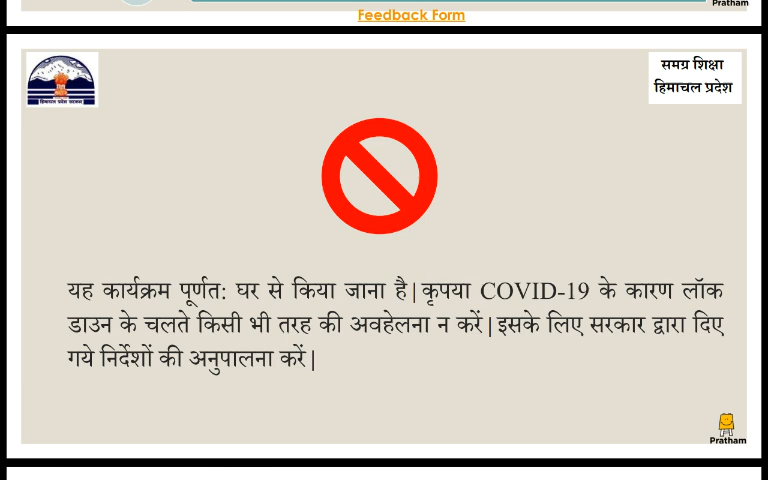 Pratham
Feedback Form
समग्र शिक्षा
हिमाचल प्रदेश
यह कार्यक्रम पूर्णत: घर से किया जाना है|कृपया COVID-19 के कारण लॉक
डाउन के चलते किसी भी तरह की अवहेलना न करें|इसके लिए सरकार द्वारा दिए
गये निर्देशों की अनुपालना करें|
Pratham